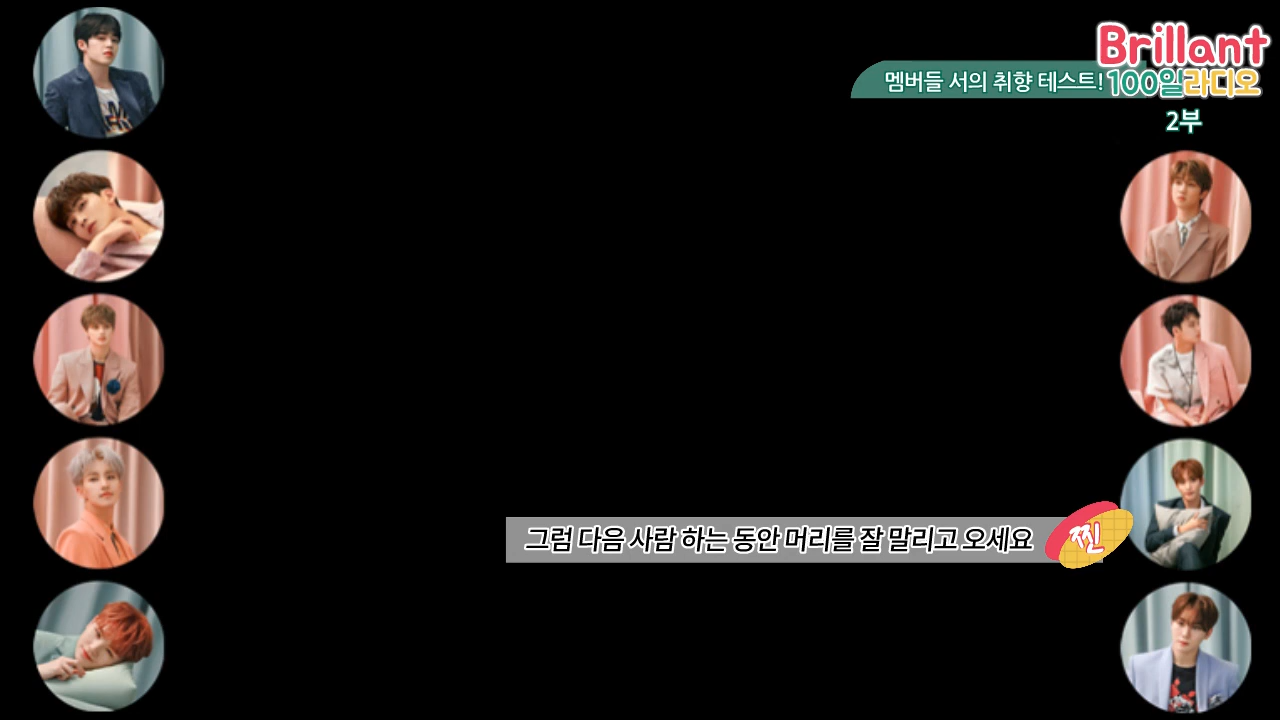 Brillant
멤버들 서의 취향 테스트!
100일라디오
2부
그럼 다음 사람 하는 동안 머리를 잘 말리고 오세요
찐